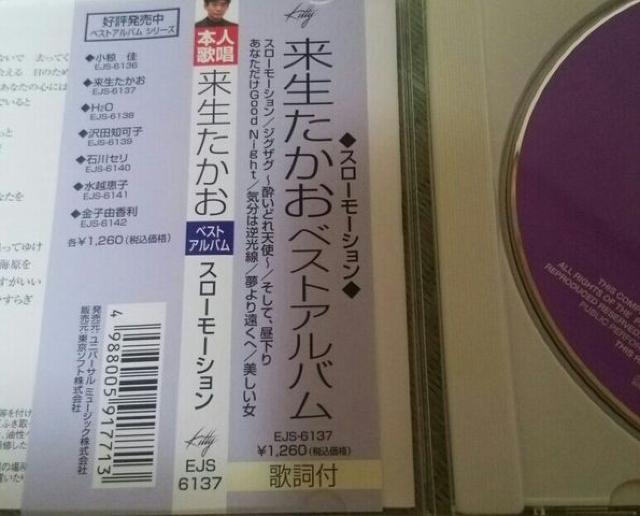 好評発売中
ベストアルバム シリーズ
◆小椋 佳
EJS-6136
◆来生たかお
EJS-6137
◆H2O
EJS-6138
◆沢田知可子
EJS-6139
◆石川セリ
EJS-6140
◆水越恵子
EJS-6141
◆金子由香利
EJS-6142
各¥1,260(税込価格)
発売元:ユニバーサル ミュージック株式会社
販売元:東京ソフト株式会社
4988005917713
本人
歌唱
来生たかお
ベスト
アルバム
スローモーション
Kitty
EJS
6137
Kitty
◆スローモーション◆
来生たかおベストアルバム
スローモーション/ジグザグ〜酔いどれ天使〜/そして、昼下り
あなただけGood Night/気分は逆光線/夢より遠くへ/美しい女
EJS-6137
¥1,260(税込価格)
歌詞付
ALL RIGHTS OF THE